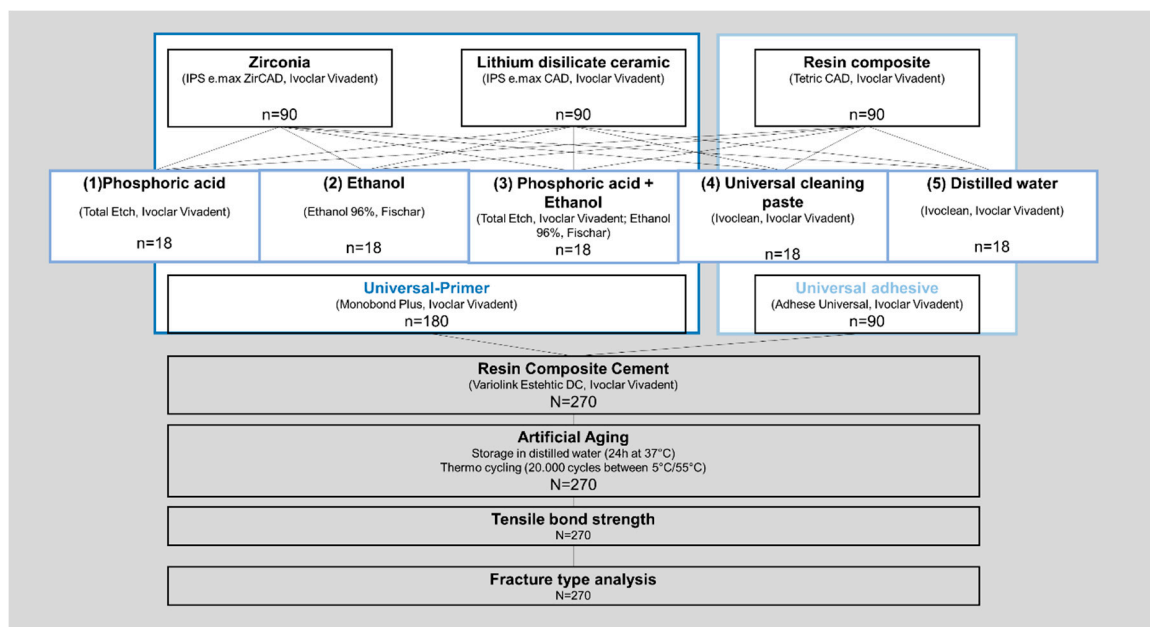 Zirconia
(IPS e.max ZirCAD, Ivoclar Vivadent)
n=90
Lithium disilicate ceramic
(IPS e.max CAD, Ivoclar Vivadent)
n=90
Resin composite
(Tetric CAD, Ivoclar Vivadent)
n=90
(1)Phosphoric acid
(Total Etch, Ivoclar Vivadent)
n=18
(2) Ethanol
(Ethanol 96%, Fischar)
n=18
(3) Phosphoric acid +
Ethanol
(Total Etch, Ivoclar Vivadent; Ethanol
96%, Fischar)
n=18
(4) Universal cleaning
paste
(Ivoclean, Ivoclar Vivadent)
n=18
(5) Distilled water
(Ivoclean, Ivoclar Vivadent)
n=18
Universal-Primer
(Monobond Plus, Ivoclar Vivadent)
n=180
Universal adhesive
(Adhese Universal, Ivoclar Vivadent)
n=90
Resin Composite Cement
(Variolink Estehtic DC, Ivoclar Vivadent)
N=270
Artificial Aging
Storage in distilled water (24h at 37°C)
Thermo cycling (20.000 cycles between 5°C/55°C)
N=270
Tensile bond strength
N=270
Fracture type analysis
N=270